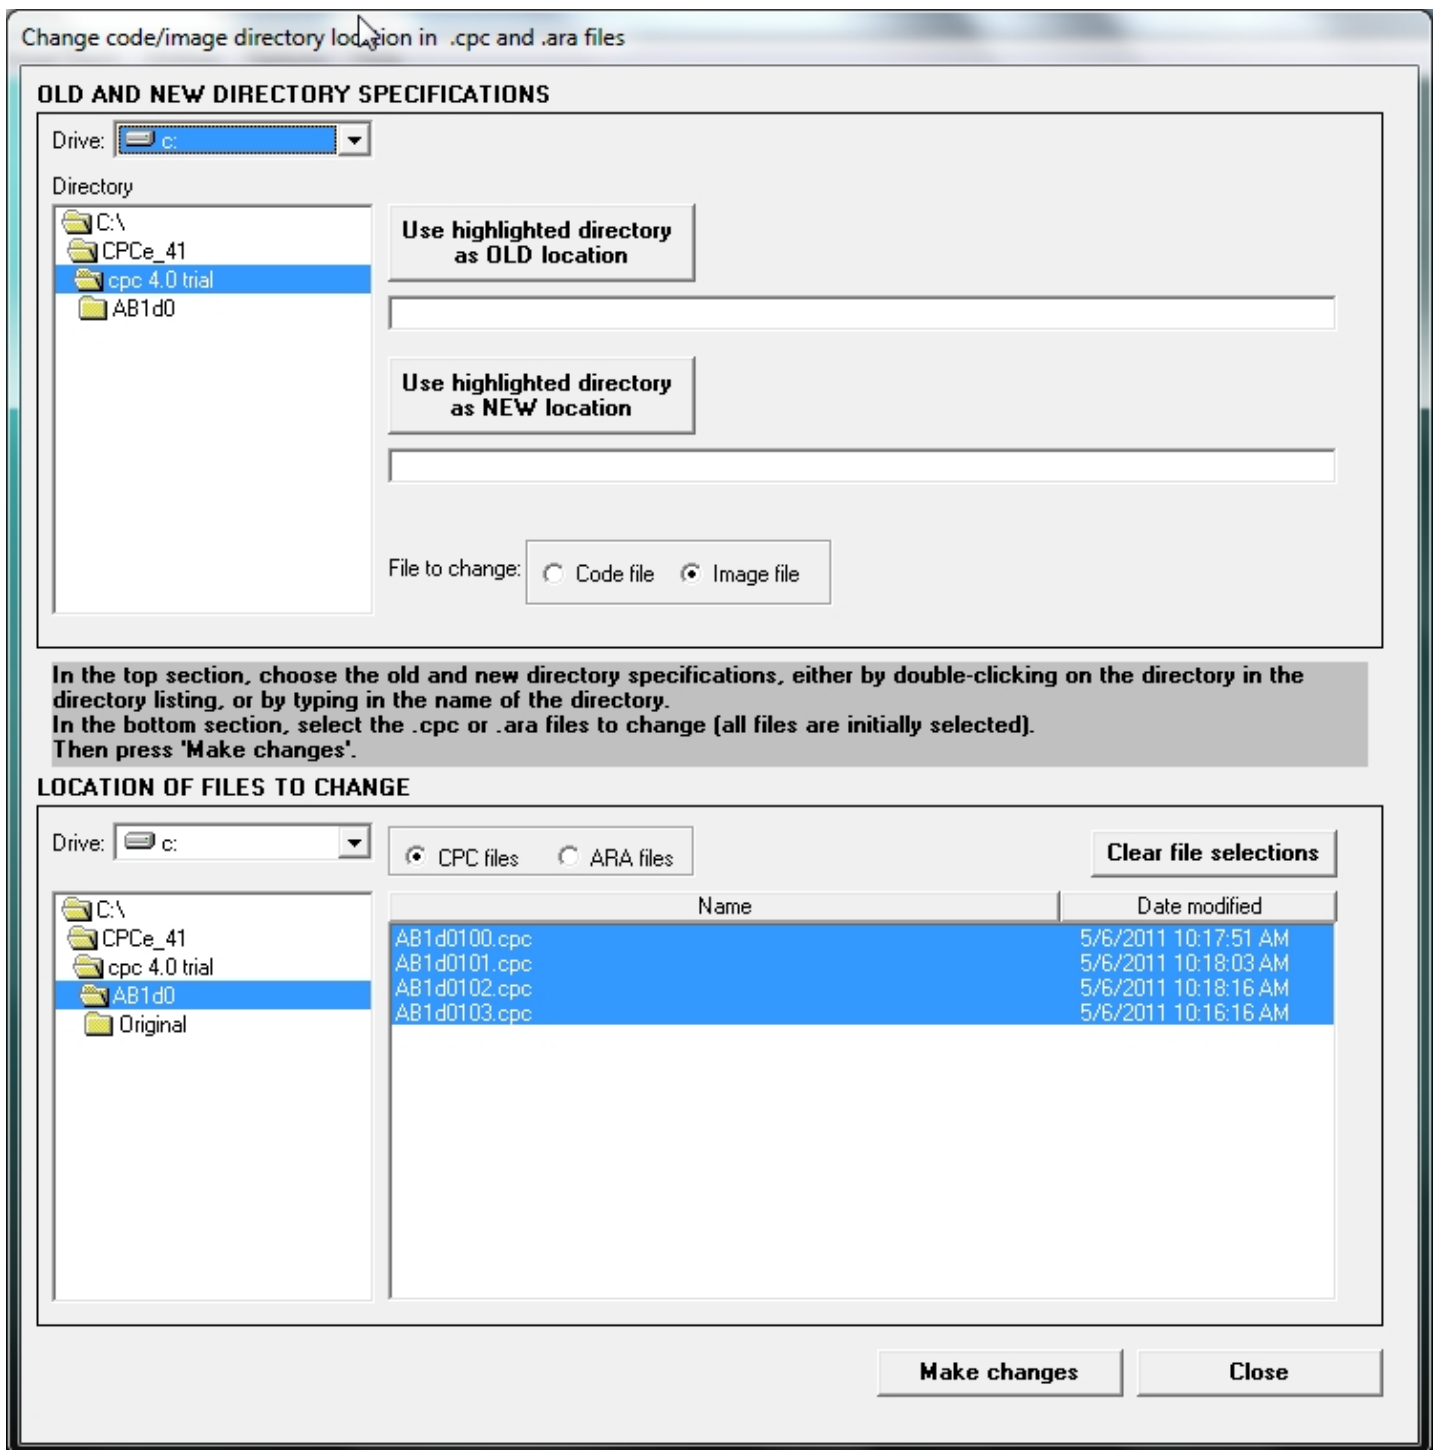 Change code/image directory location in .cpc and .ara files
OLD AND NEW DIRECTORY SPECIFICATIONS
Drive: c:
Directory
C:\
CPCe_41
cpc 4.0 trial
AB1d0
Use highlighted directory
as OLD location
Use highlighted directory
as NEW location
File to change: Code file Image file
In the top section, choose the old and new directory specifications, either by double-clicking on the directory in the
directory listing, or by typing in the name of the directory.
In the bottom section, select the .cpc or .ara files to change (all files are initially selected).
Then press 'Make changes'.
LOCATION OF FILES TO CHANGE
Drive: c: CPC files ARA files Clear file selections
C:\
CPCe_41
cpc 4.0 trial
AB1d0
Original
Name Date modified
AB1d0100.cpc 5/6/2011 10:17:51 AM
AB1d0101.cpc 5/6/2011 10:18:03 AM
AB1d0102.cpc 5/6/2011 10:18:16 AM
AB1d0103.cpc 5/6/2011 10:16:16 AM
Make changes Close